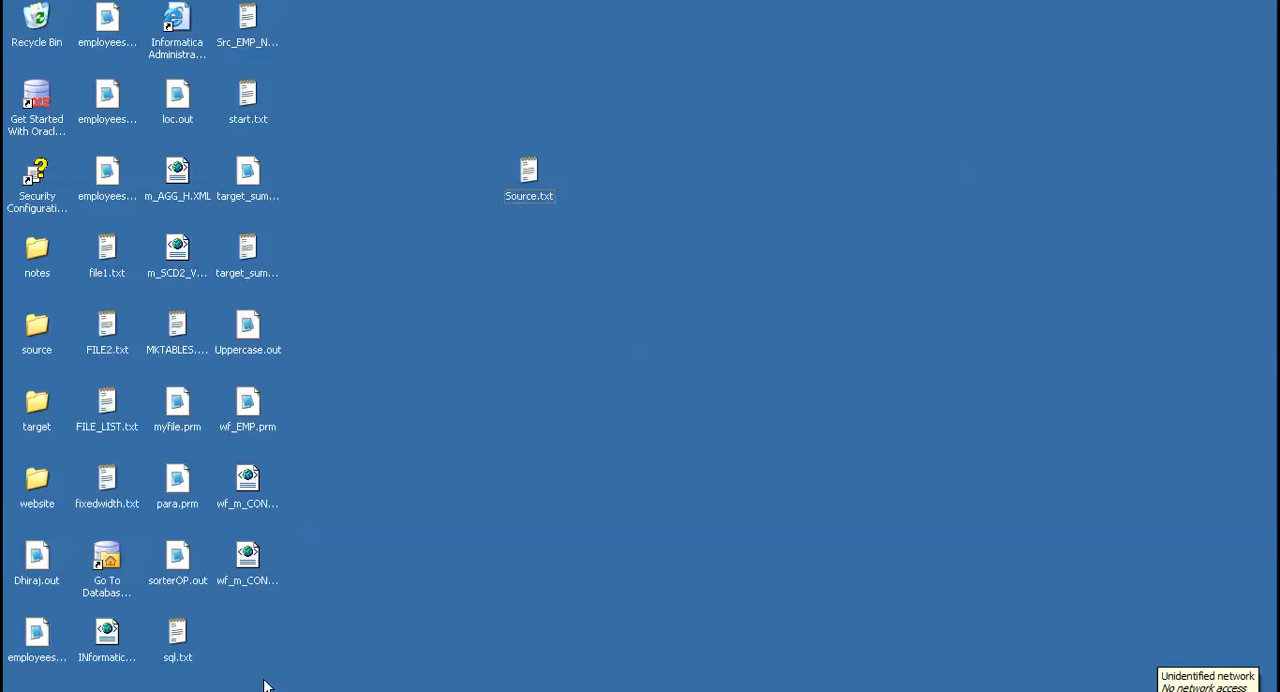 Recycle Bin
employees...
Informatica
Administra...
Src_EMP_N...
Get Started
With Oracl...
employees...
loc.out
start.txt
Security
Configurati...
employees...
m_AGG_H.XML
target_sum...
Source.txt
notes
file1.txt
m_SCD2_V...
target_sum...
source
FILE2.txt
MKTABLES....
Uppercase.out
target
FILE_LIST.txt
myfile.prm
wf_EMP.prm
website
fixedwidth.txt
para.prm
wf_m_CON...
Dhiraj.out
Go To
Databas...
sorterOP.out
wf_m_CON...
employees...
INformatic...
sql.txt
Unidentified network
No network access